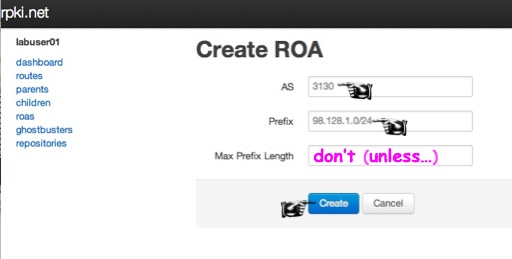 rpki.net
labuser01
dashboard
routes
parents
children
roas
ghostbusters
repositories
Create ROA
AS 3130
Prefix 98.128.1.0/24
Max Prefix Length don't (unless...)
Create Cancel